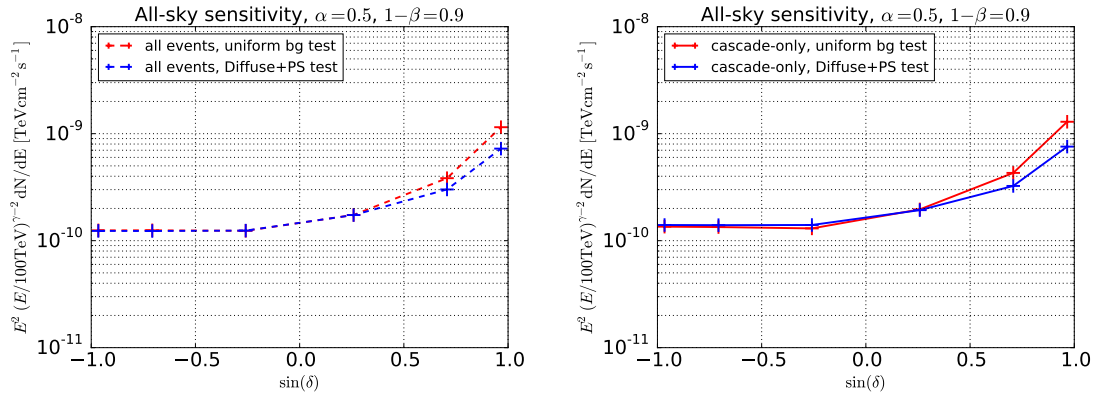 All-sky sensitivity, α=0.5, 1−β=0.9
all events, uniform bg test
all events, Diffuse+PS test
10⁻⁸
10⁻⁹
10⁻¹⁰
10⁻¹¹
E² (E/100TeV)^γ−2 dN/dE [TeVcm⁻² s⁻¹]
−1.0 −0.5 0.0 0.5 1.0
sin(δ)
All-sky sensitivity, α=0.5, 1−β=0.9
cascade-only, uniform bg test
cascade-only, Diffuse+PS test
10⁻⁸
10⁻⁹
10⁻¹⁰
10⁻¹¹
E² (E/100TeV)^γ−2 dN/dE [TeVcm⁻² s⁻¹]
−1.0 −0.5 0.0 0.5 1.0
sin(δ)